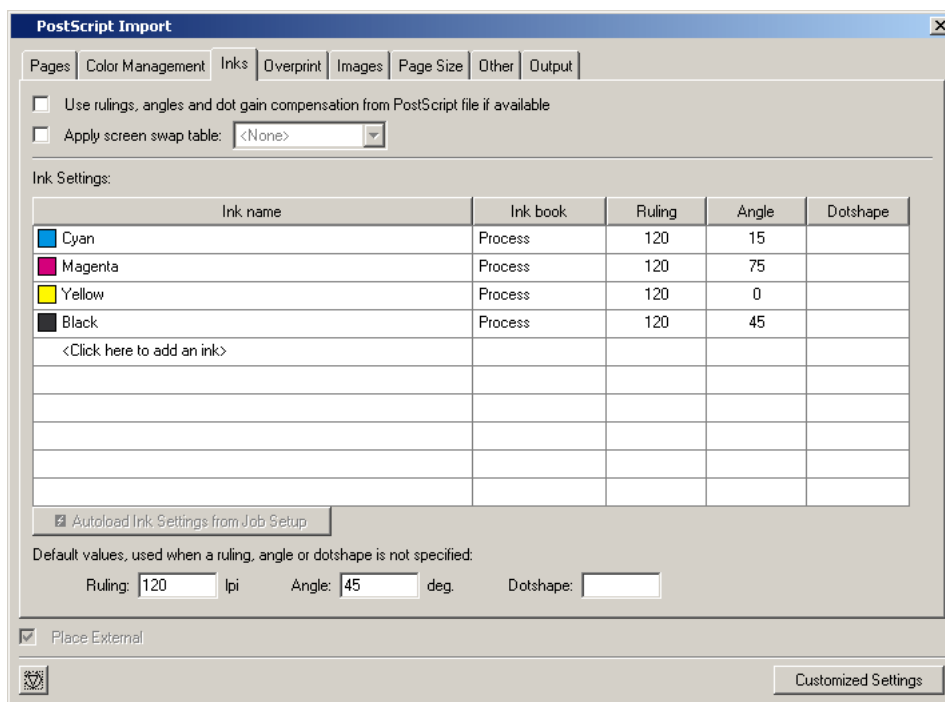 PostScript Import
Pages Color Management Inks Overprint Images Page Size Other Output
Use rulings, angles and dot gain compensation from PostScript file if available
Apply screen swap table: <None>
Ink Settings:
Ink name Ink book Ruling Angle Dotshape
Cyan Process 120 15
Magenta Process 120 75
Yellow Process 120 0
Black Process 120 45
<Click here to add an ink>
Autoload Ink Settings from Job Setup
Default values, used when a ruling, angle or dotshape is not specified:
Ruling: 120 lpi Angle: 45 deg. Dotshape:
Place External
Customized Settings